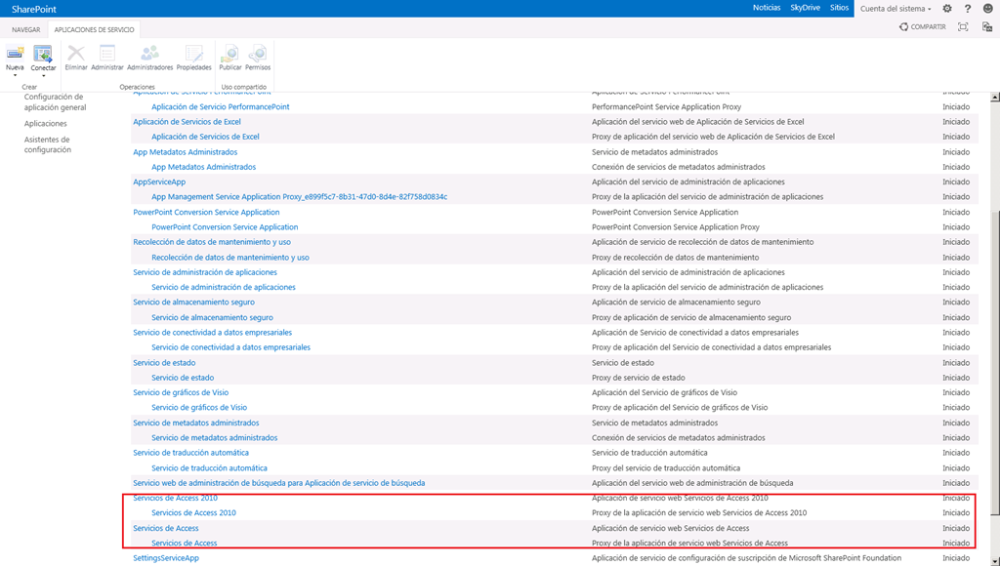 SharePoint
Noticias SkyDrive Sitios Cuenta del sistema ?
NAVEGAR APLICACIONES DE SERVICIO COMPARTIR
Nueva Conectar Eliminar Administrar Administradores Propiedades Publicar Permisos
Crear Operaciones Uso compartido
Configuración de
aplicación general
Aplicaciones
Asistentes de
configuración
Aplicación de Servicio PerformancePoint Aplicación de Servicio PerformancePoint Iniciado
Aplicación de Servicio PerformancePoint PerformancePoint Service Application Proxy Iniciado
Aplicación de Servicios de Excel Aplicación del servicio web de Aplicación de Servicios de Excel Iniciado
Aplicación de Servicios de Excel Proxy de aplicación del servicio web de Aplicación de Servicios de Excel Iniciado
App Metadatos Administrados Servicio de metadatos administrados Iniciado
App Metadatos Administrados Conexión de servicios de metadatos administrados Iniciado
AppServiceApp Aplicación del servicio de administración de aplicaciones Iniciado
App Management Service Application Proxy_e899f5c7-8b31-47d0-8d4e-82f758d0834c Proxy de la aplicación del servicio de administración de aplicaciones Iniciado
PowerPoint Conversion Service Application PowerPoint Conversion Service Application Iniciado
PowerPoint Conversion Service Application PowerPoint Conversion Service Application Proxy Iniciado
Recolección de datos de mantenimiento y uso Aplicación de servicio de recolección de datos de mantenimiento Iniciado
Recolección de datos de mantenimiento y uso Proxy de recolección de datos de mantenimiento Iniciado
Servicio de administración de aplicaciones Aplicación del servicio de administración de aplicaciones Iniciado
Servicio de administración de aplicaciones Proxy de la aplicación del servicio de administración de aplicaciones Iniciado
Servicio de almacenamiento seguro Aplicación de servicio de almacenamiento seguro Iniciado
Servicio de almacenamiento seguro Proxy de aplicación de servicio de almacenamiento seguro Iniciado
Servicio de conectividad a datos empresariales Aplicación de Servicio de conectividad a datos empresariales Iniciado
Servicio de conectividad a datos empresariales Proxy de aplicación del Servicio de conectividad a datos empresariales Iniciado
Servicio de estado Servicio de estado Iniciado
Servicio de estado Proxy de servicio de estado Iniciado
Servicio de gráficos de Visio Aplicación del Servicio de gráficos de Visio Iniciado
Servicio de gráficos de Visio Proxy de aplicación del Servicio de gráficos de Visio Iniciado
Servicio de metadatos administrados Servicio de metadatos administrados Iniciado
Servicio de metadatos administrados Conexión de servicios de metadatos administrados Iniciado
Servicio de traducción automática Servicio de traducción automática Iniciado
Servicio de traducción automática Proxy del servicio de traducción automática Iniciado
Servicio web de administración de búsqueda para Aplicación de servicio de búsqueda Aplicación del servicio web de administración de búsqueda Iniciado
Servicios de Access 2010 Aplicación de servicio web Servicios de Access 2010 Iniciado
Servicios de Access 2010 Proxy de la aplicación de servicio web Servicios de Access 2010 Iniciado
Servicios de Access Aplicación de servicio web Servicios de Access Iniciado
Servicios de Access Proxy de la aplicación de servicio web Servicios de Access Iniciado
SettingsServiceApp Aplicación de servicio de configuración de suscripción de Microsoft SharePoint Foundation Iniciado